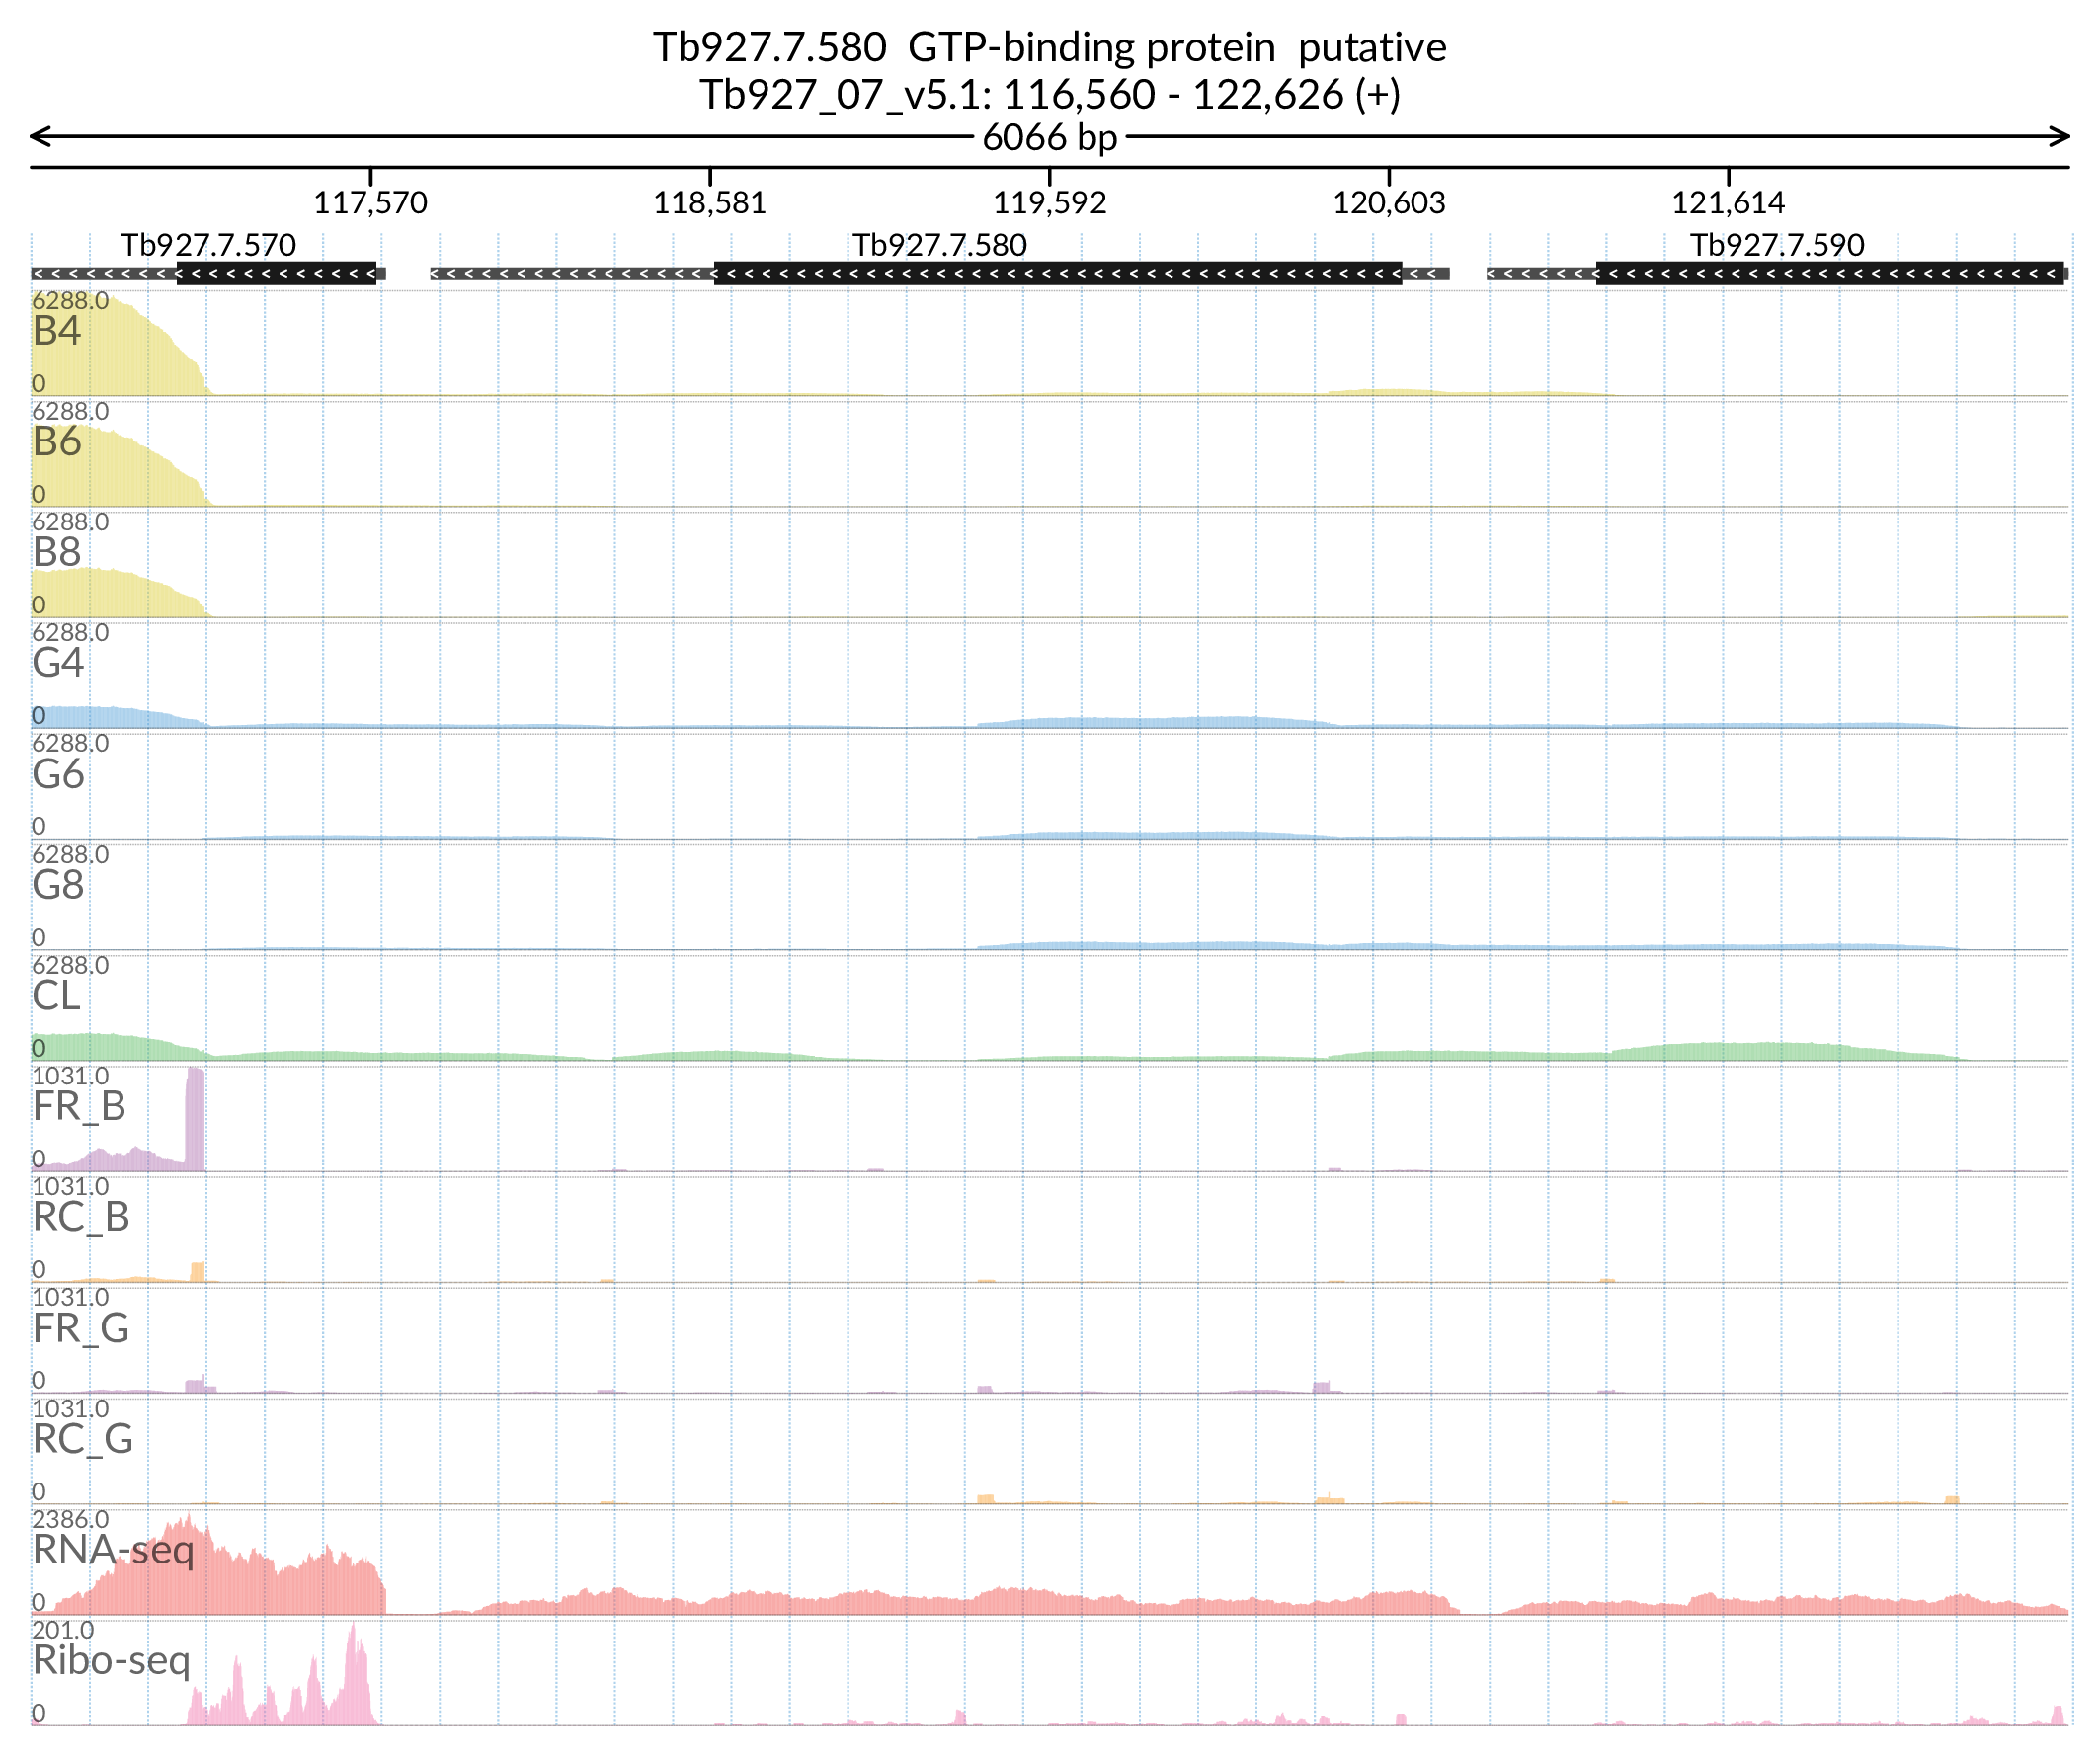 Tb927.7.580  GTP-binding protein  putative
Tb927_07_v5.1: 116,560 - 122,626 (+)
6066 bp
117,570 118,581 119,592 120,603 121,614
Tb927.7.570 Tb927.7.580 Tb927.7.590
6288.0
B4
0
6288.0
B6
0
6288.0
B8
0
6288.0
G4
0
6288.0
G6
0
6288.0
G8
0
6288.0
CL
0
1031.0
FR_B
0
1031.0
RC_B
0
1031.0
FR_G
0
1031.0
RC_G
0
2386.0
RNA-seq
0
201.0
Ribo-seq
0